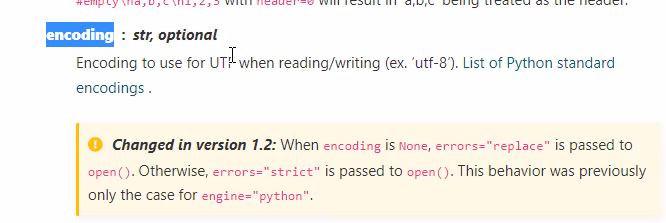 #empty\na,b,c\n1,2,3 with header=0 will result in 'a,b,c' being treated as the header.
encoding : str, optional
Encoding to use for UTF when reading/writing (ex. 'utf-8'). List of Python standard
encodings .
Changed in version 1.2: When encoding is None, errors="replace" is passed to
open(). Otherwise, errors="strict" is passed to open(). This behavior was previously
only the case for engine="python".